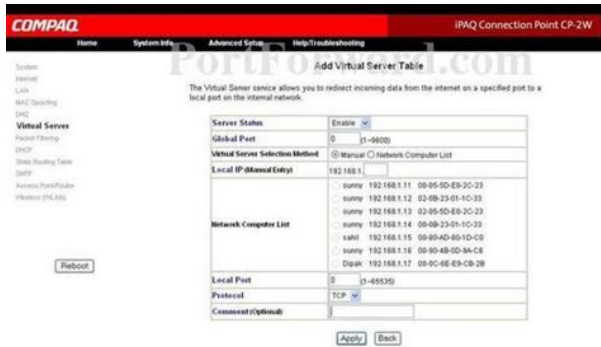 COMPAQ
iPAQ Connection Point CP-2W
Home System Info Advanced Setup Help/Troubleshooting
PortForward.com
System
Internet
LAN
MAC Spoofing
DMZ
Virtual Server
Packet Filtering
DHCP
Static Routing Table
SNTP
Access Point/Router
Wireless (WLAN)
Reboot
Add Virtual Server Table
The Virtual Server service allows you to redirect incoming data from the internet on a specified port to a
local port on the internal network.
Server Status Enable
Global Port 0 (1~9600)
Virtual Server Selection Method Manual Network Computer List
Local IP (Manual Entry) 192.168.1.
Network Computer List
sunny 192.168.1.11 08-05-5D-E0-2C-23
sunny 192.168.1.12 02-0B-23-01-1C-33
sunny 192.168.1.13 02-05-5D-E0-2C-23
sunny 192.168.1.14 00-0B-23-01-1C-33
sahil 192.168.1.15 00-80-AD-80-1D-C0
sunny 192.168.1.16 00-90-4B-0D-9A-C8
Dipak 192.168.1.17 00-0C-6E-E9-CB-2B
Local Port 0 (1~65535)
Protocol TCP
Comment (Optional)
Apply Back